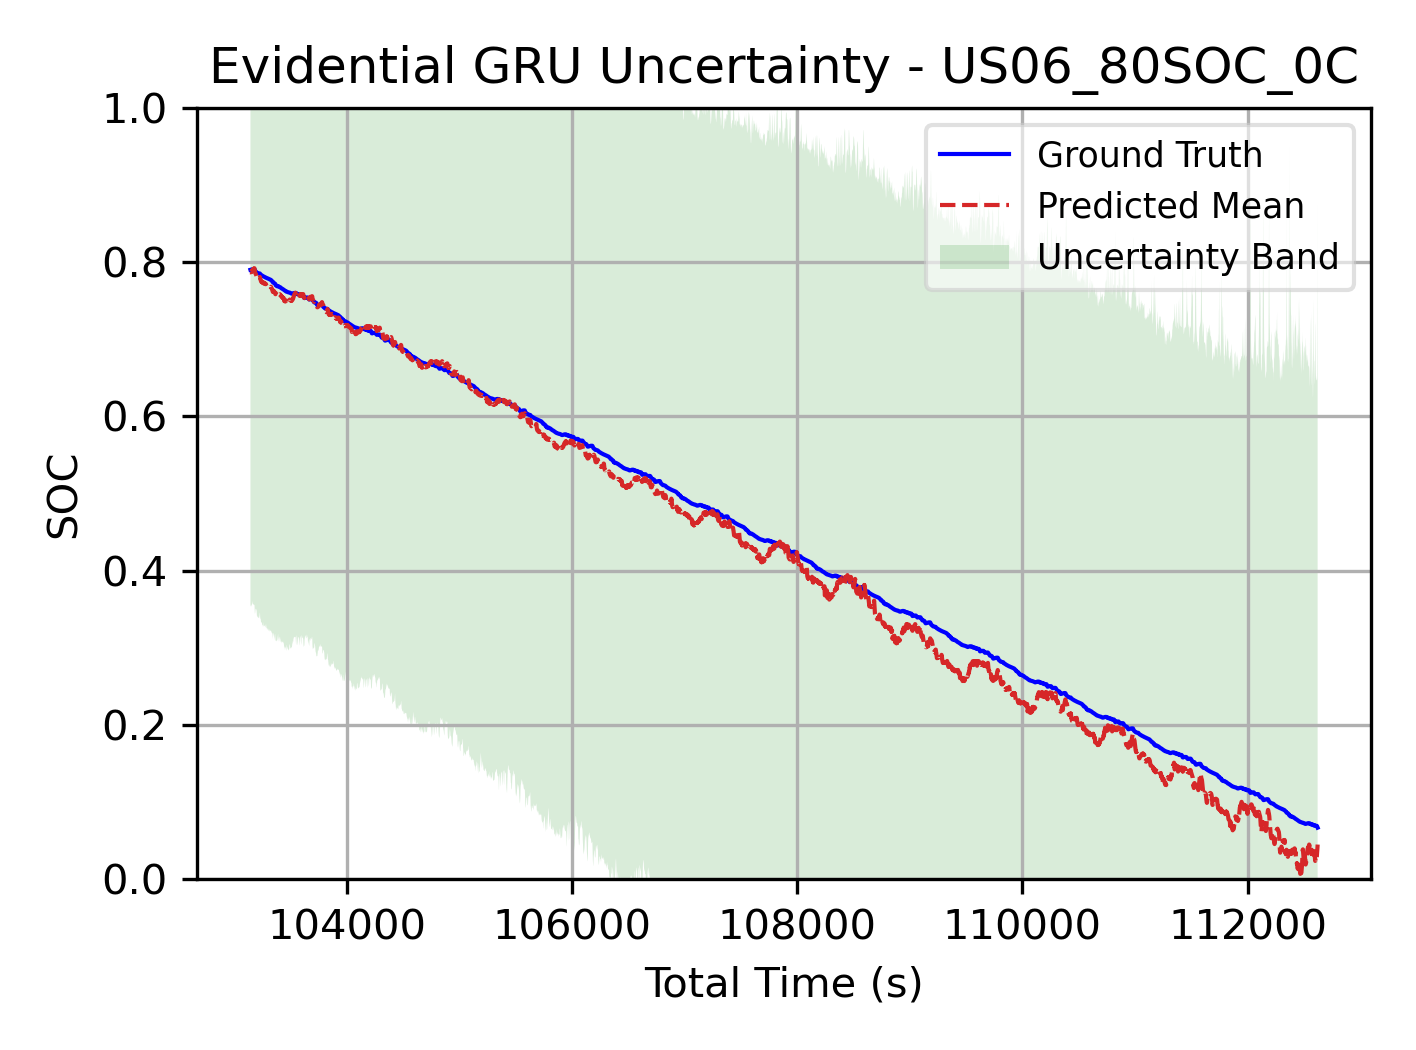 Evidential GRU Uncertainty - US06_80SOC_0C
1.0
0.8
0.6
0.4
0.2
0.0
SOC
Ground Truth
Predicted Mean
Uncertainty Band
104000 106000 108000 110000 112000
Total Time (s)